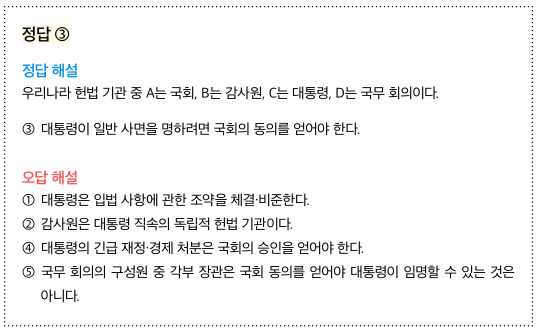 정답 ③
정답 해설
우리나라 헌법 기관 중 A는 국회, B는 감사원, C는 대통령, D는 국무 회의이다.
③ 대통령이 일반 사면을 명하려면 국회의 동의를 얻어야 한다.
오답 해설
① 대통령은 입법 사항에 관한 조약을 체결·비준한다.
② 감사원은 대통령 직속의 독립적 헌법 기관이다.
④ 대통령의 긴급 재정·경제 처분은 국회의 승인을 얻어야 한다.
⑤ 국무 회의의 구성원 중 각부 장관은 국회 동의를 얻어야 대통령이 임명할 수 있는 것은
아니다.